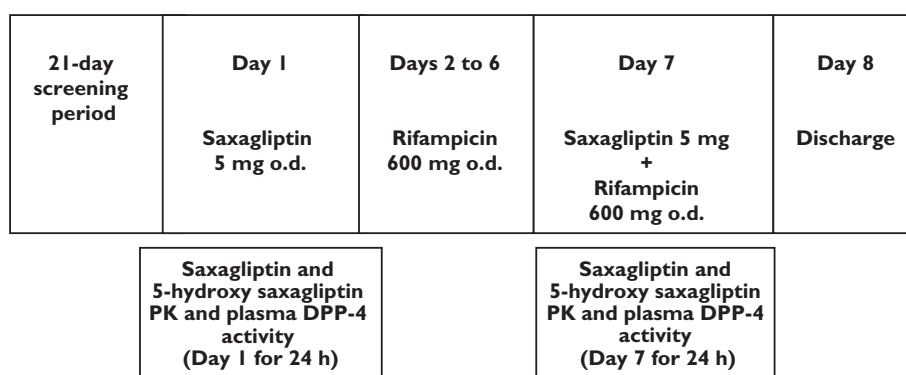 21-day
screening
period
Day 1
Saxagliptin
5 mg o.d.
Days 2 to 6
Rifampicin
600 mg o.d.
Day 7
Saxagliptin 5 mg
+
Rifampicin
600 mg o.d.
Day 8
Discharge
Saxagliptin and
5-hydroxy saxagliptin
PK and plasma DPP-4
activity
(Day 1 for 24 h)
Saxagliptin and
5-hydroxy saxagliptin
PK and plasma DPP-4
activity
(Day 7 for 24 h)